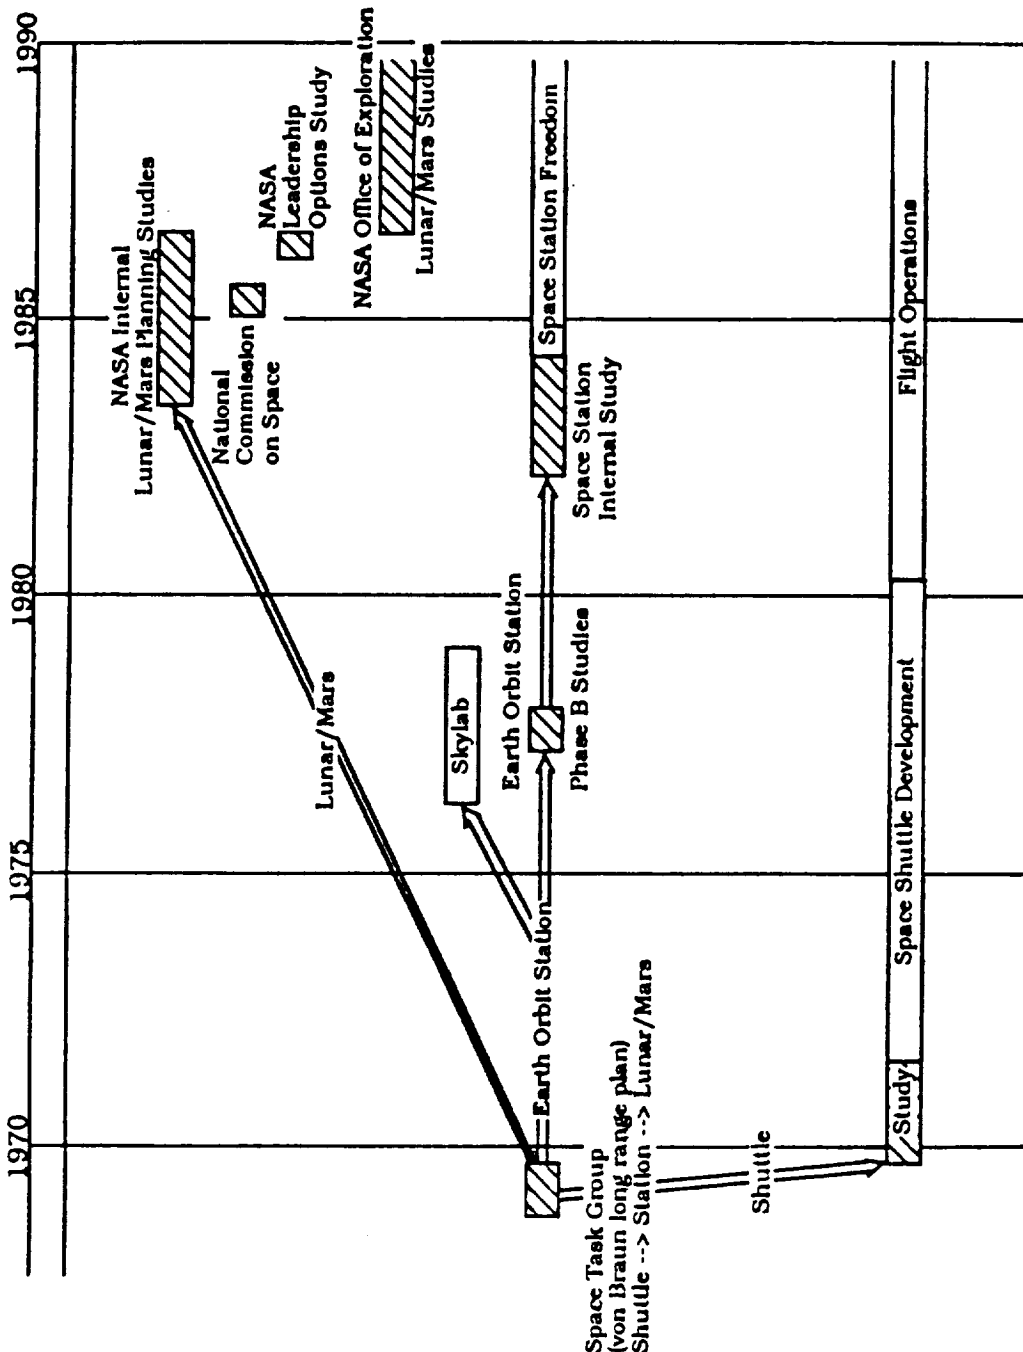 1970
1975
1980
1985
1990
NASA Internal
Lunar/Mars Planning Studies
National
Commission
on Space
NASA
Leadership
Options Study
NASA Office of Exploration
Lunar/Mars Studies
Lunar/Mars
Skylab
Earth Orbit Station
Earth Orbit Station
Phase B Studies
Space Station
Internal Study
Space Station Freedom
Space Task Group
(von Braun long range plan)
Shuttle --> Station --> Lunar/Mars
Shuttle
Study
Space Shuttle Development
Flight Operations